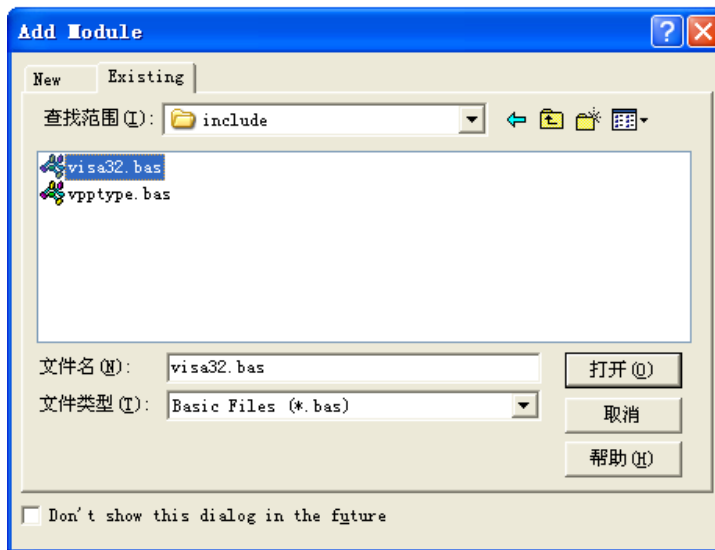 Add Module
New Existing
查找范围(I): include
visa32.bas
vpptype.bas
文件名(N): visa32.bas 打开(O)
文件类型(T): Basic Files (*.bas) 取消
帮助(H)
Don't show this dialog in the future